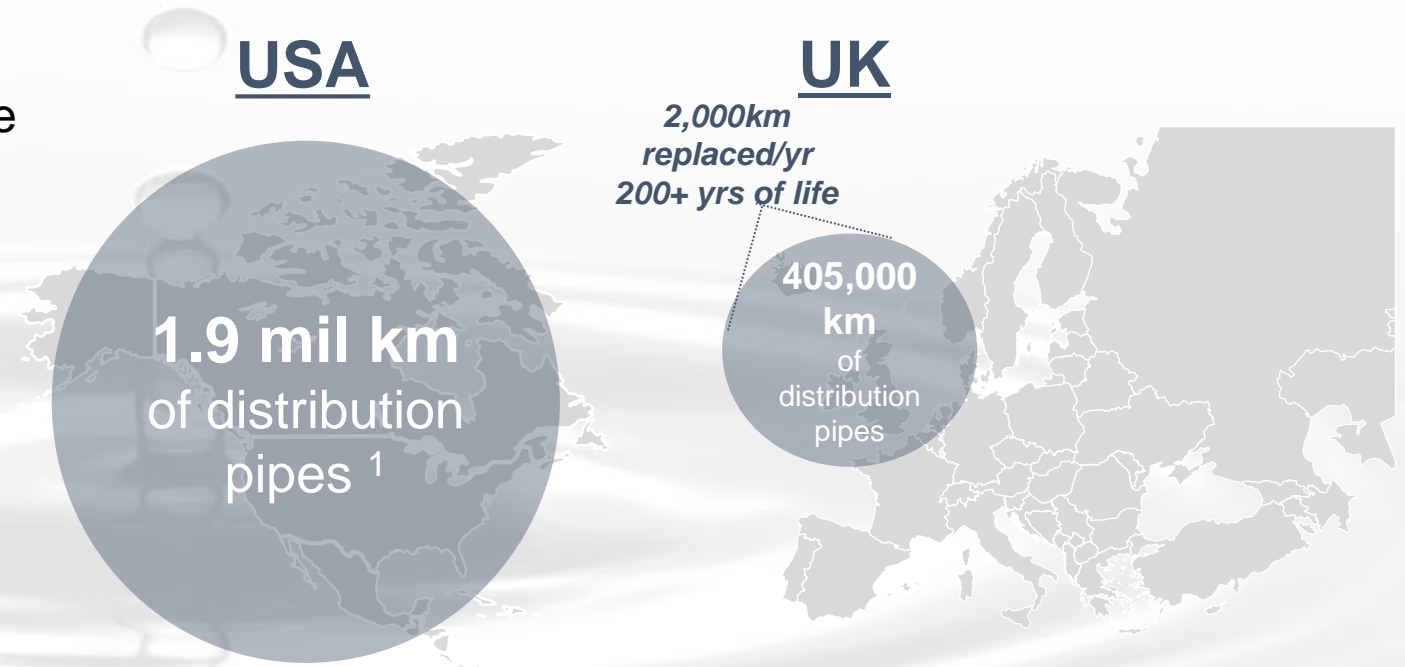 e
USA
1.9 mil km
of distribution
pipes 1
UK
2,000km
replaced/yr
200+ yrs of life
405,000
km
of
distribution
pipes